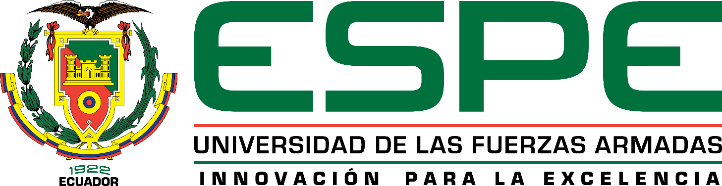 ESPE
UNIVERSIDAD DE LAS FUERZAS ARMADAS
INNOVACIÓN PARA LA EXCELENCIA
1922
ECUADOR